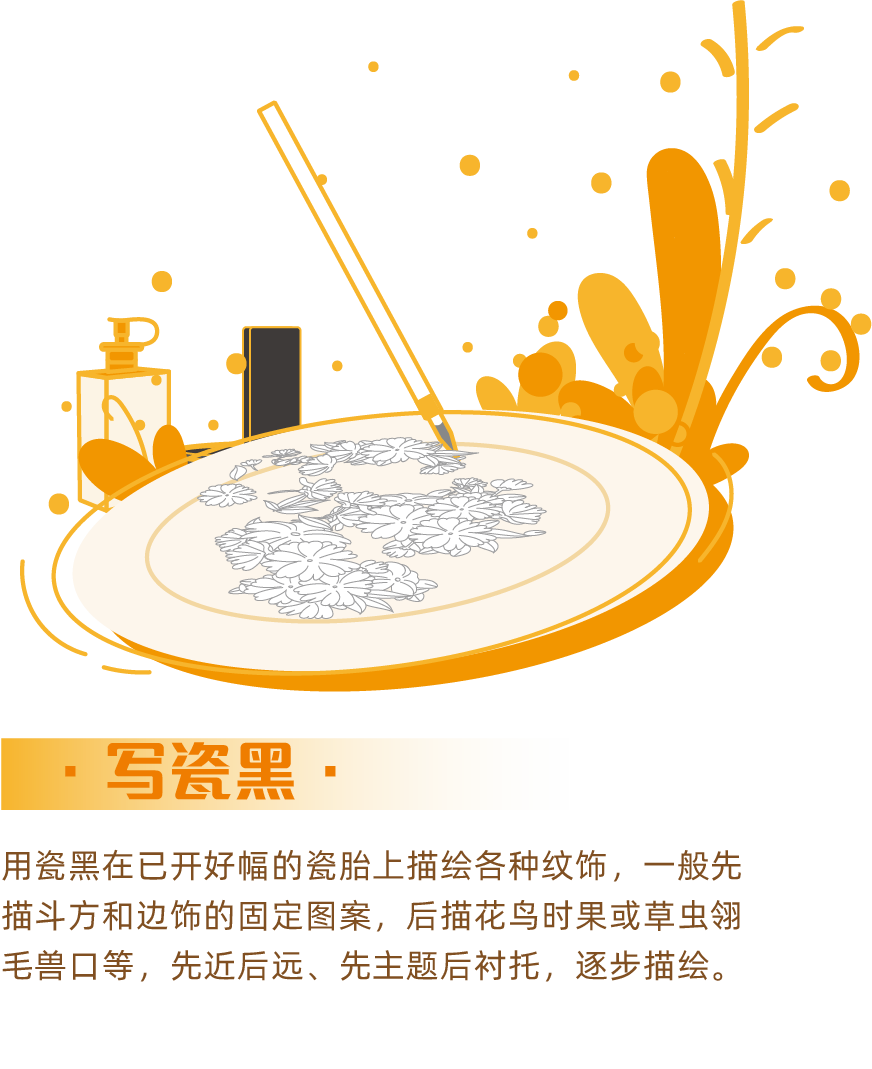 ·写瓷黑·
用瓷黑在已开好幅的瓷胎上描绘各种纹饰，一般先
描斗方和边饰的固定图案，后描花鸟时果或草虫翎
毛兽口等，先近后远、先主题后衬托，逐步描绘。